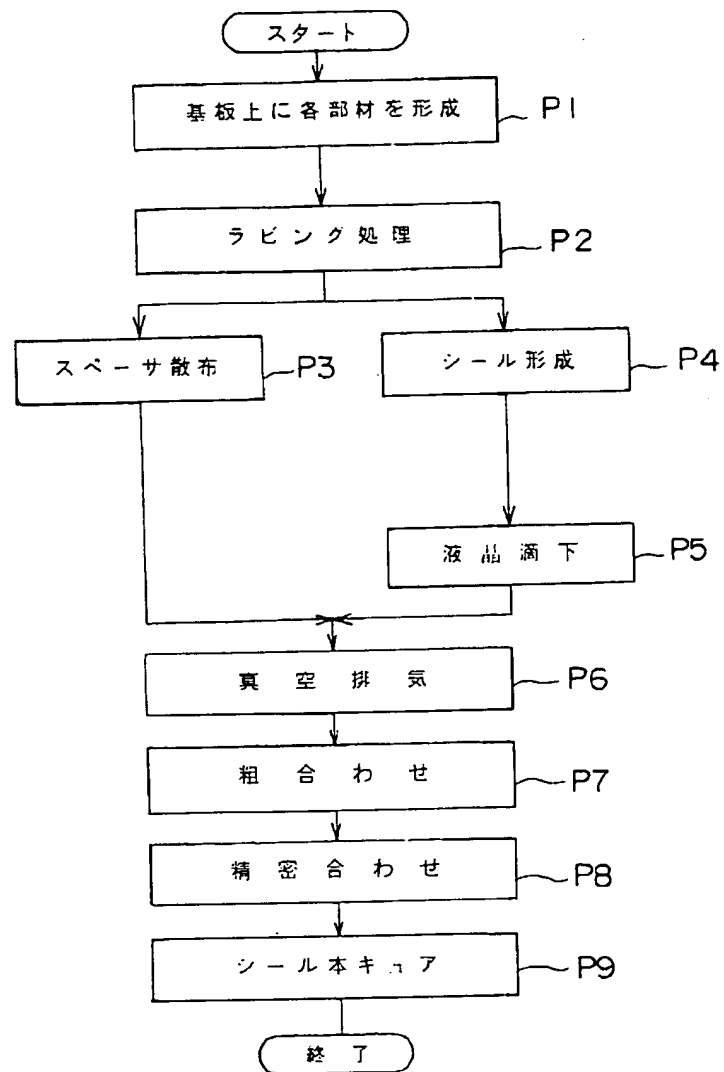 スタート
基板上に各部材を形成 P1
ラビング処理 P2
スペーサ散布 P3
シール形成 P4
液晶滴下 P5
真空排気 P6
粗合わせ P7
精密合わせ P8
シール本キュア P9
終了